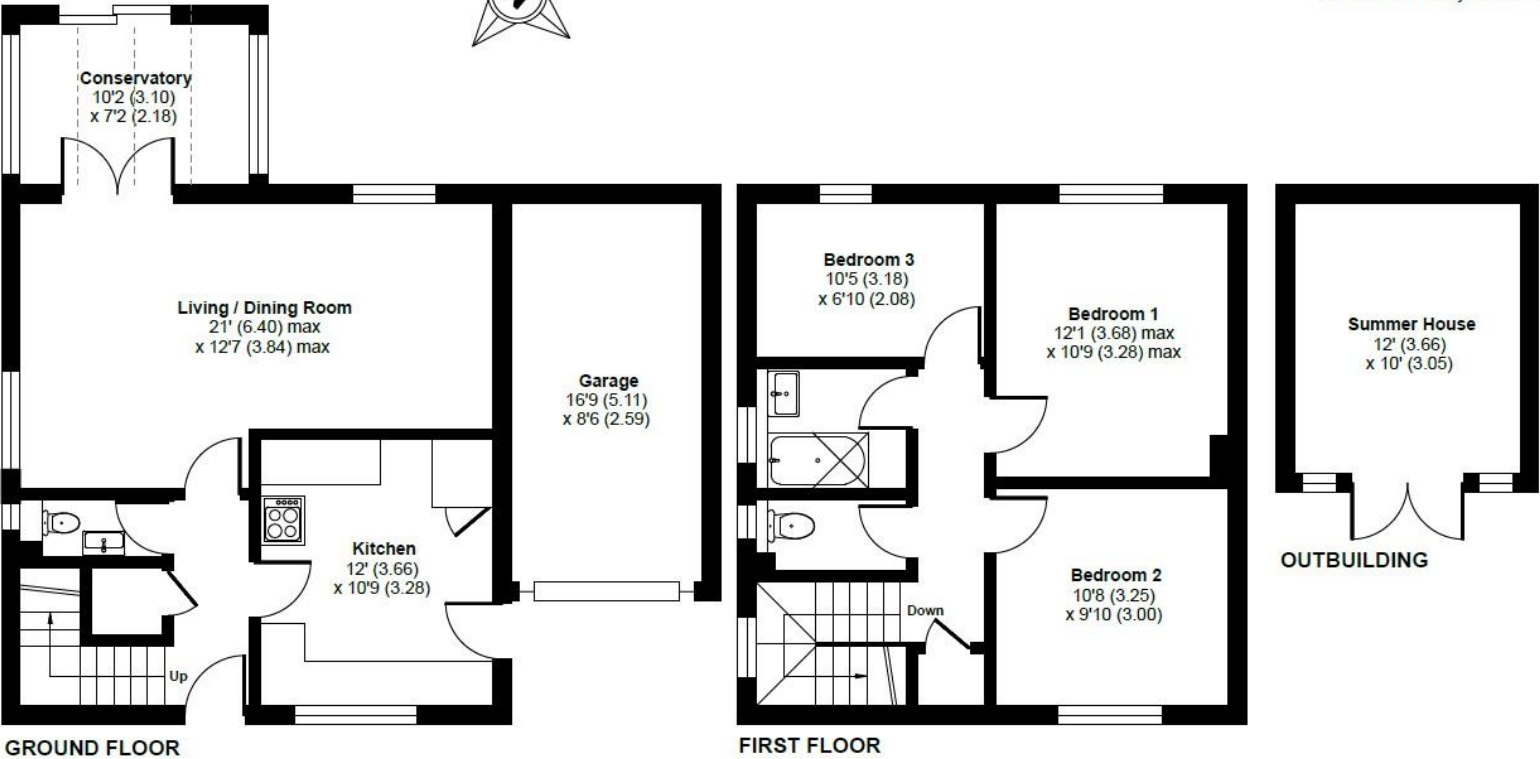 Conservatory
10'2 (3.10)
x 7'2 (2.18)
Living / Dining Room
21' (6.40) max
x 12'7 (3.84) max
Garage
16'9 (5.11)
x 8'6 (2.59)
Kitchen
12' (3.66)
x 10'9 (3.28)
Up
GROUND FLOOR
Bedroom 3
10'5 (3.18)
x 6'10 (2.08)
Bedroom 1
12'1 (3.68) max
x 10'9 (3.28) max
Bedroom 2
10'8 (3.25)
x 9'10 (3.00)
Down
FIRST FLOOR
Summer House
12' (3.66)
x 10' (3.05)
OUTBUILDING